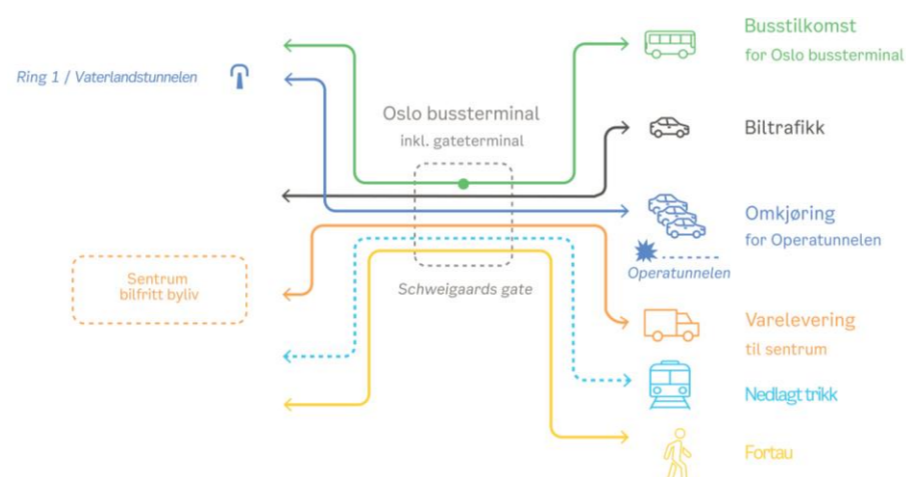 Busstilkomst
for Oslo bussterminal
Ring 1 / Vaterlandstunnelen
Oslo bussterminal
inkl. gateterminal
Biltrafikk
Omkjøring
for Operatunnelen
Operatunnelen
Sentrum
bilfritt byliv
Schweigaards gate
Varelevering
til sentrum
Nedlagt trikk
Fortau